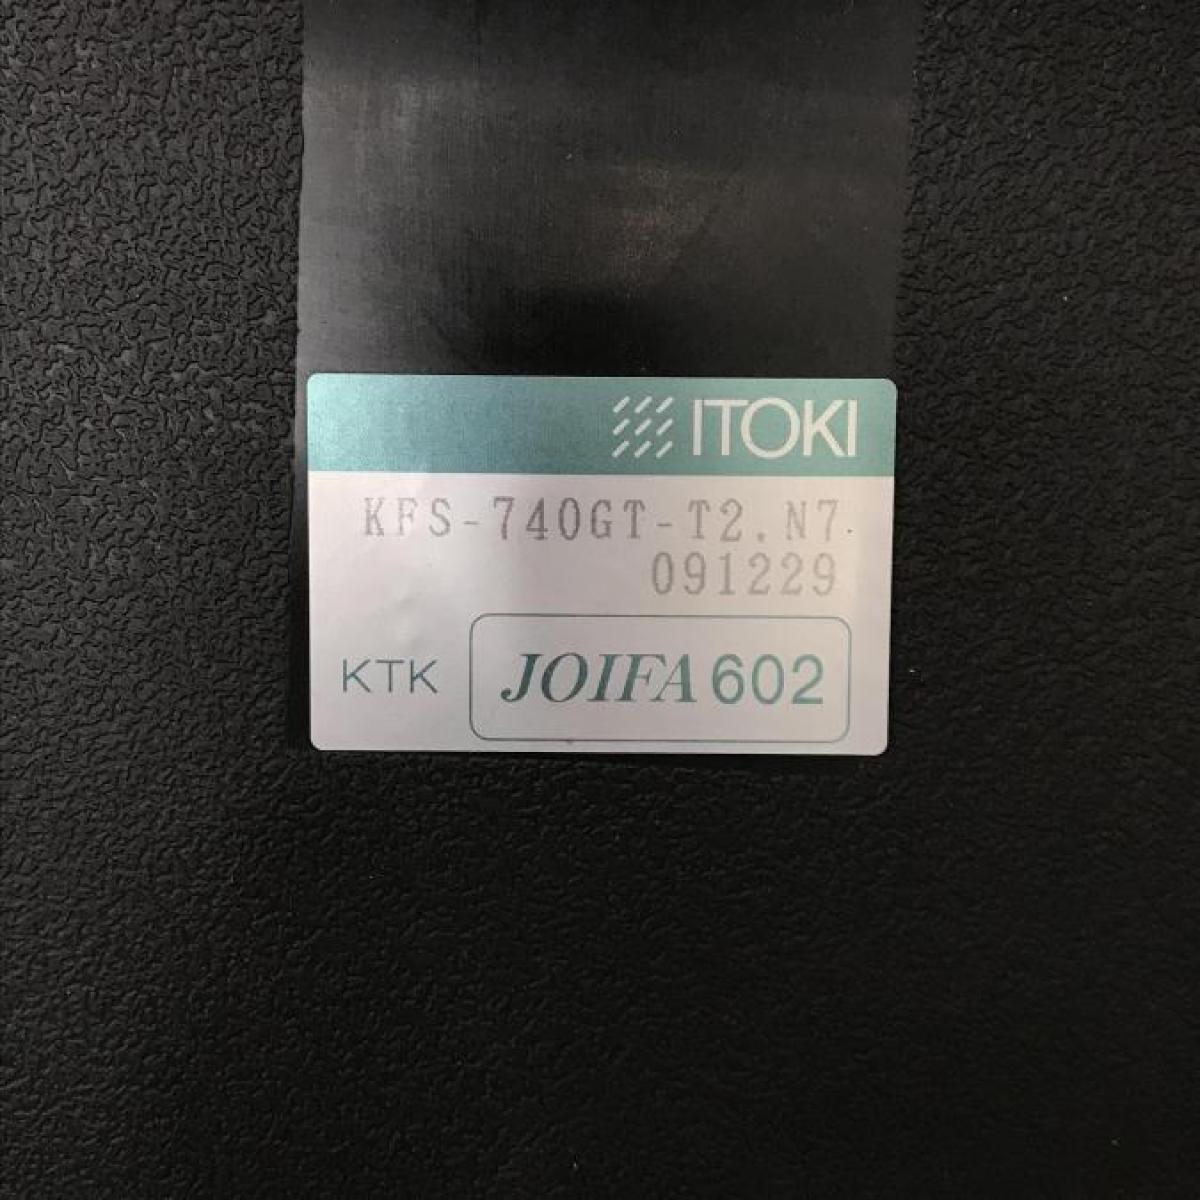 ITOKI
KFS-740GT-T2.N7
091229
KTK
JOIFA 602